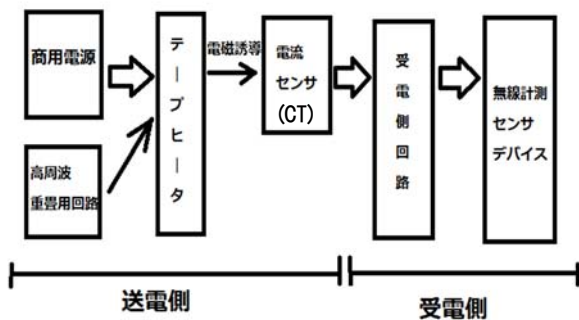 商用電源
高周波
重畳用回路
テープヒータ
電磁誘導
電流
センサ
(CT)
受電側回路
無線計測
センサ
デバイス
送電側
受電側